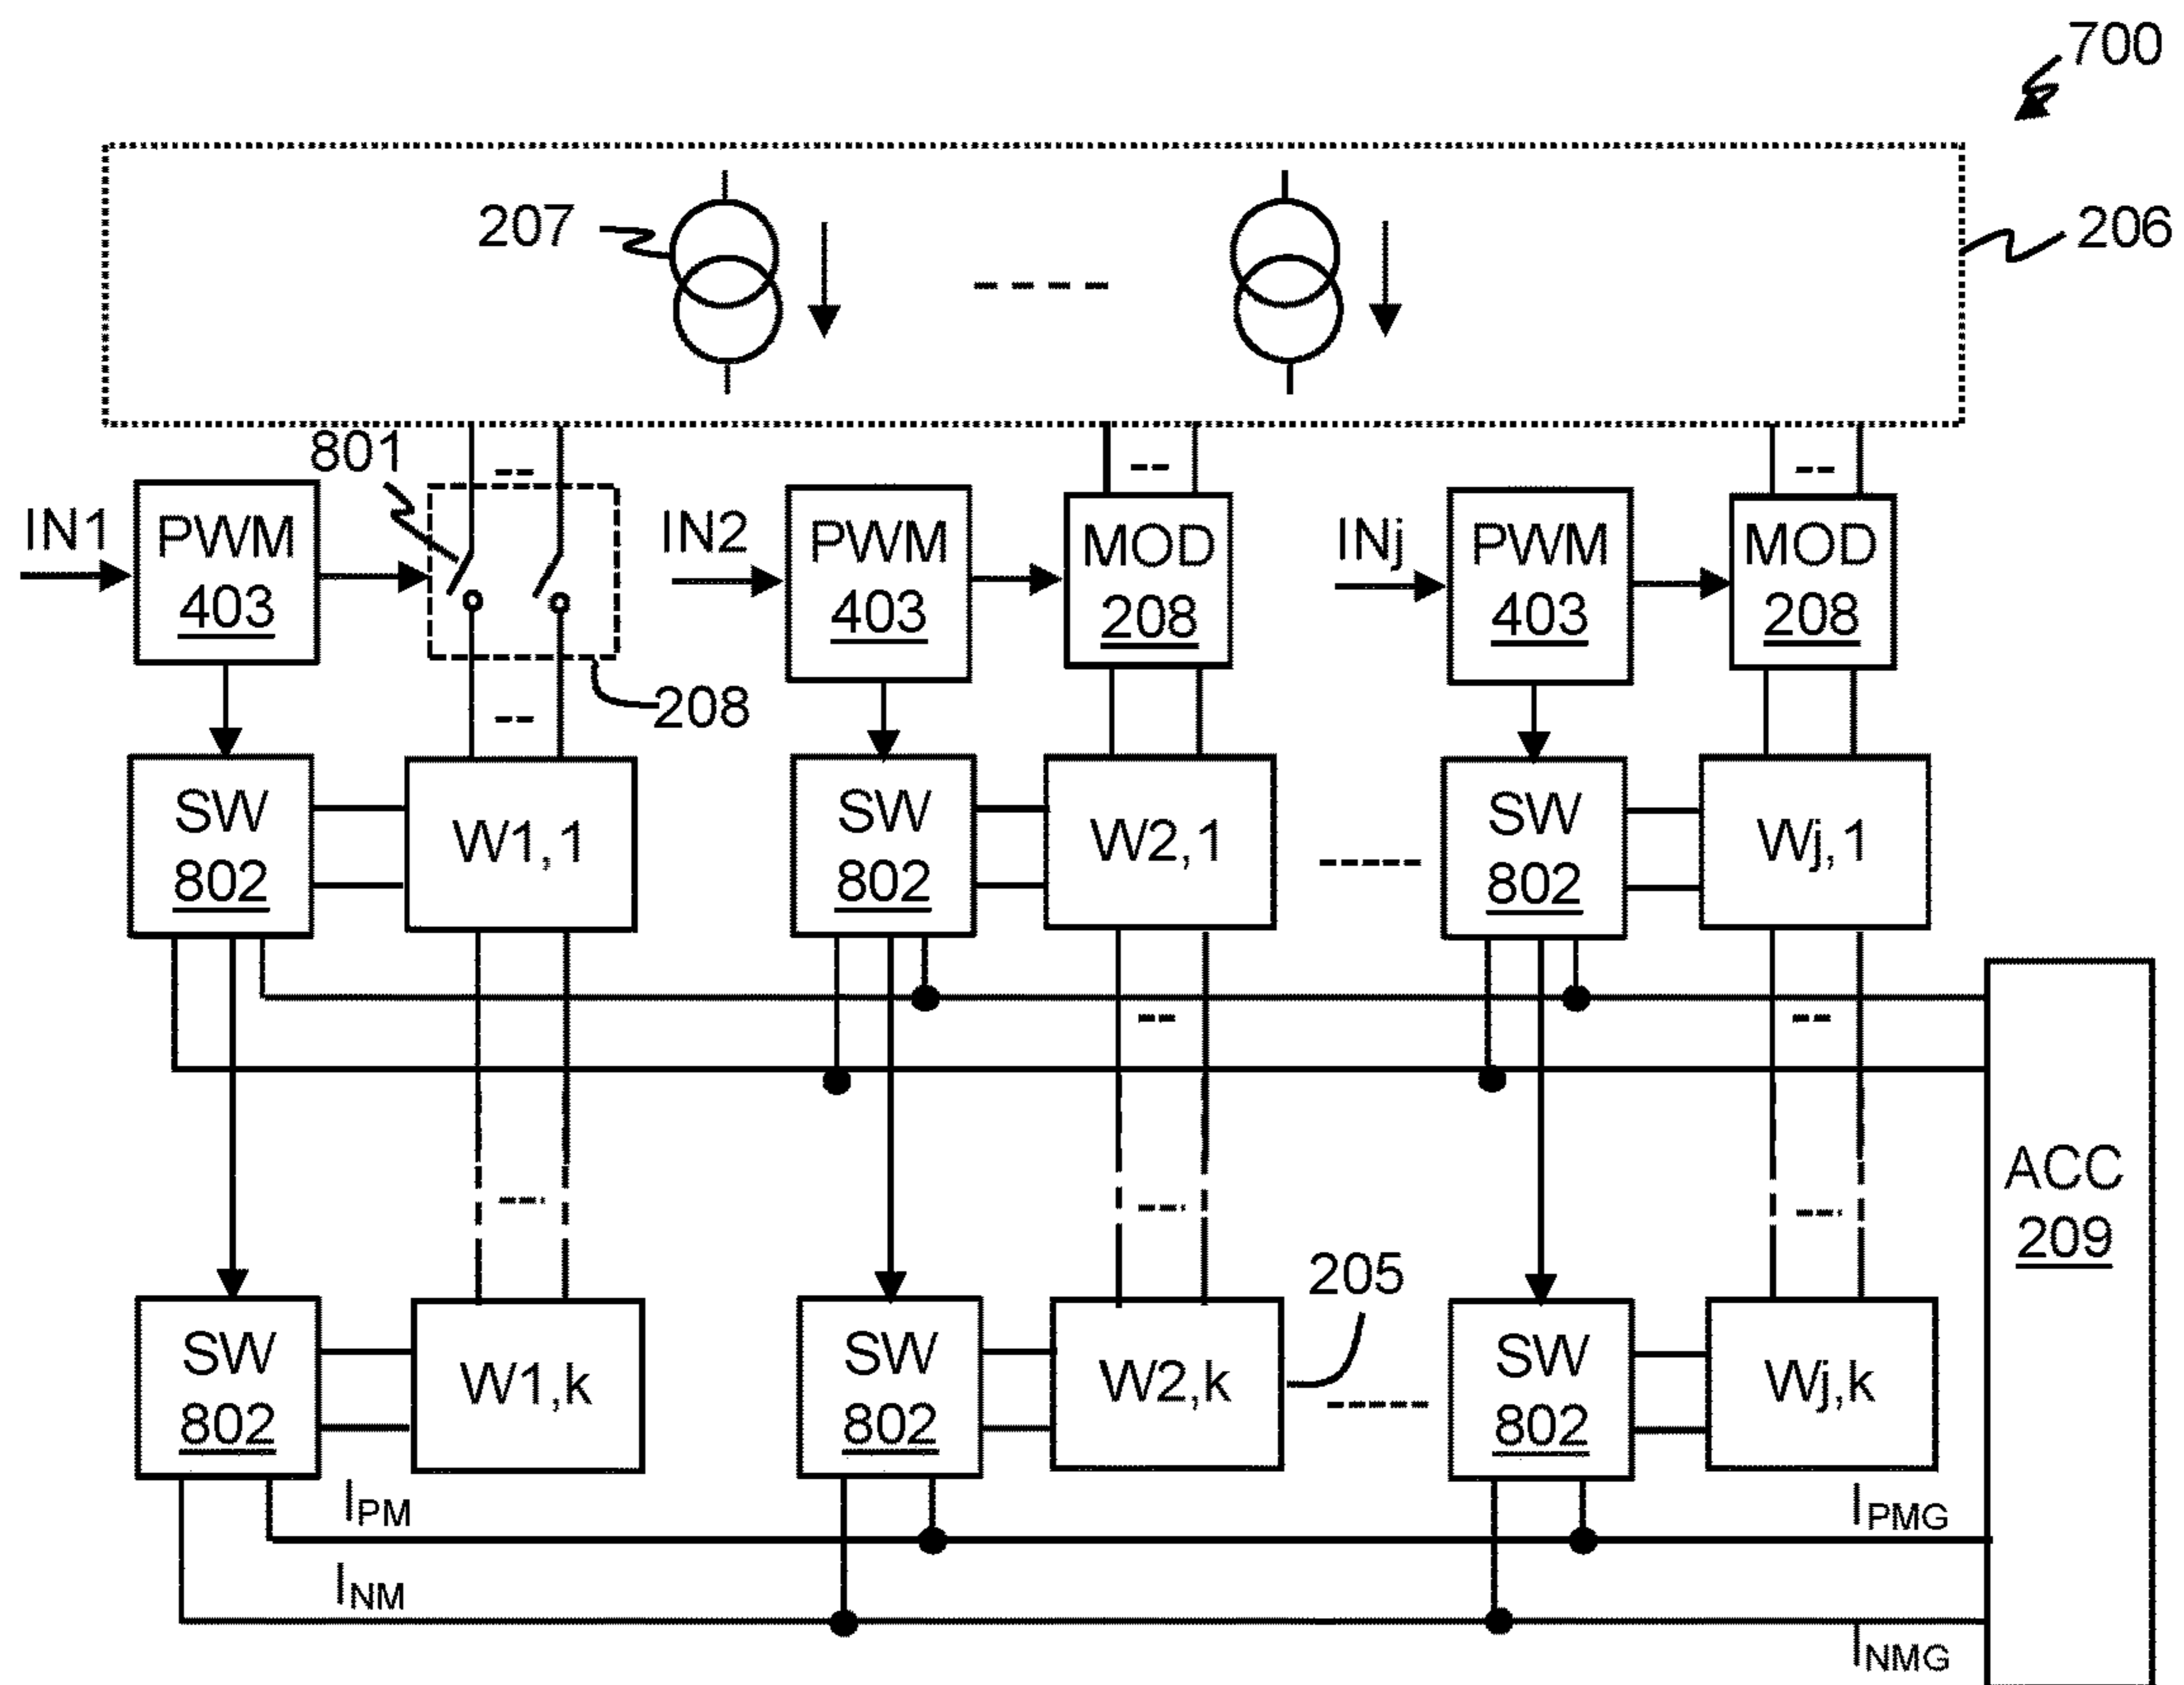 700
207
206
801
IN1
PWM
403
208
IN2
PWM
403
MOD
208
INj
PWM
403
MOD
208
SW
802
W1,1
SW
802
W2,1
SW
802
Wj,1
ACC
209
205
SW
802
W1,k
SW
802
W2,k
SW
802
Wj,k
IPM
IPMG
INM
INMG